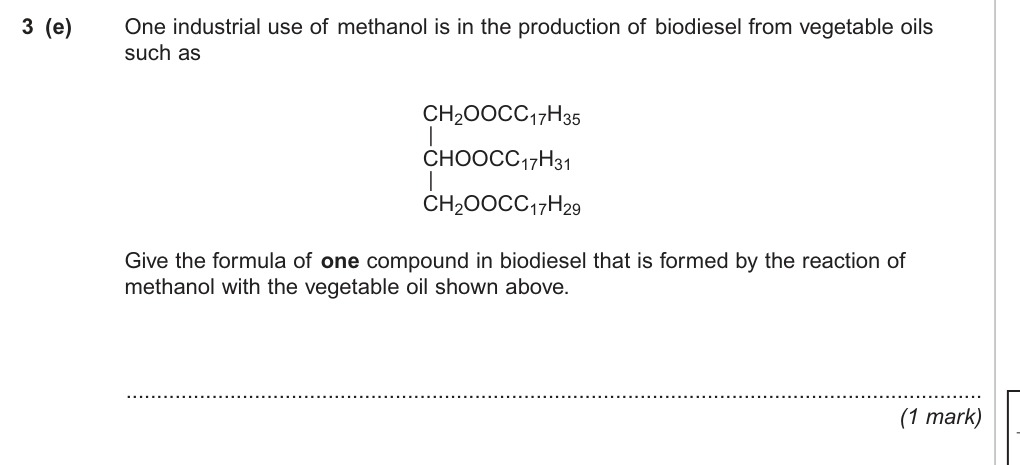 3 (e) One industrial use of methanol is in the production of biodiesel from vegetable oils
such as
CH₂OOCC₁₇H₃₅
CHOOCC₁₇H₃₁
CH₂OOCC₁₇H₂₉
Give the formula of one compound in biodiesel that is formed by the reaction of
methanol with the vegetable oil shown above.
(1 mark)